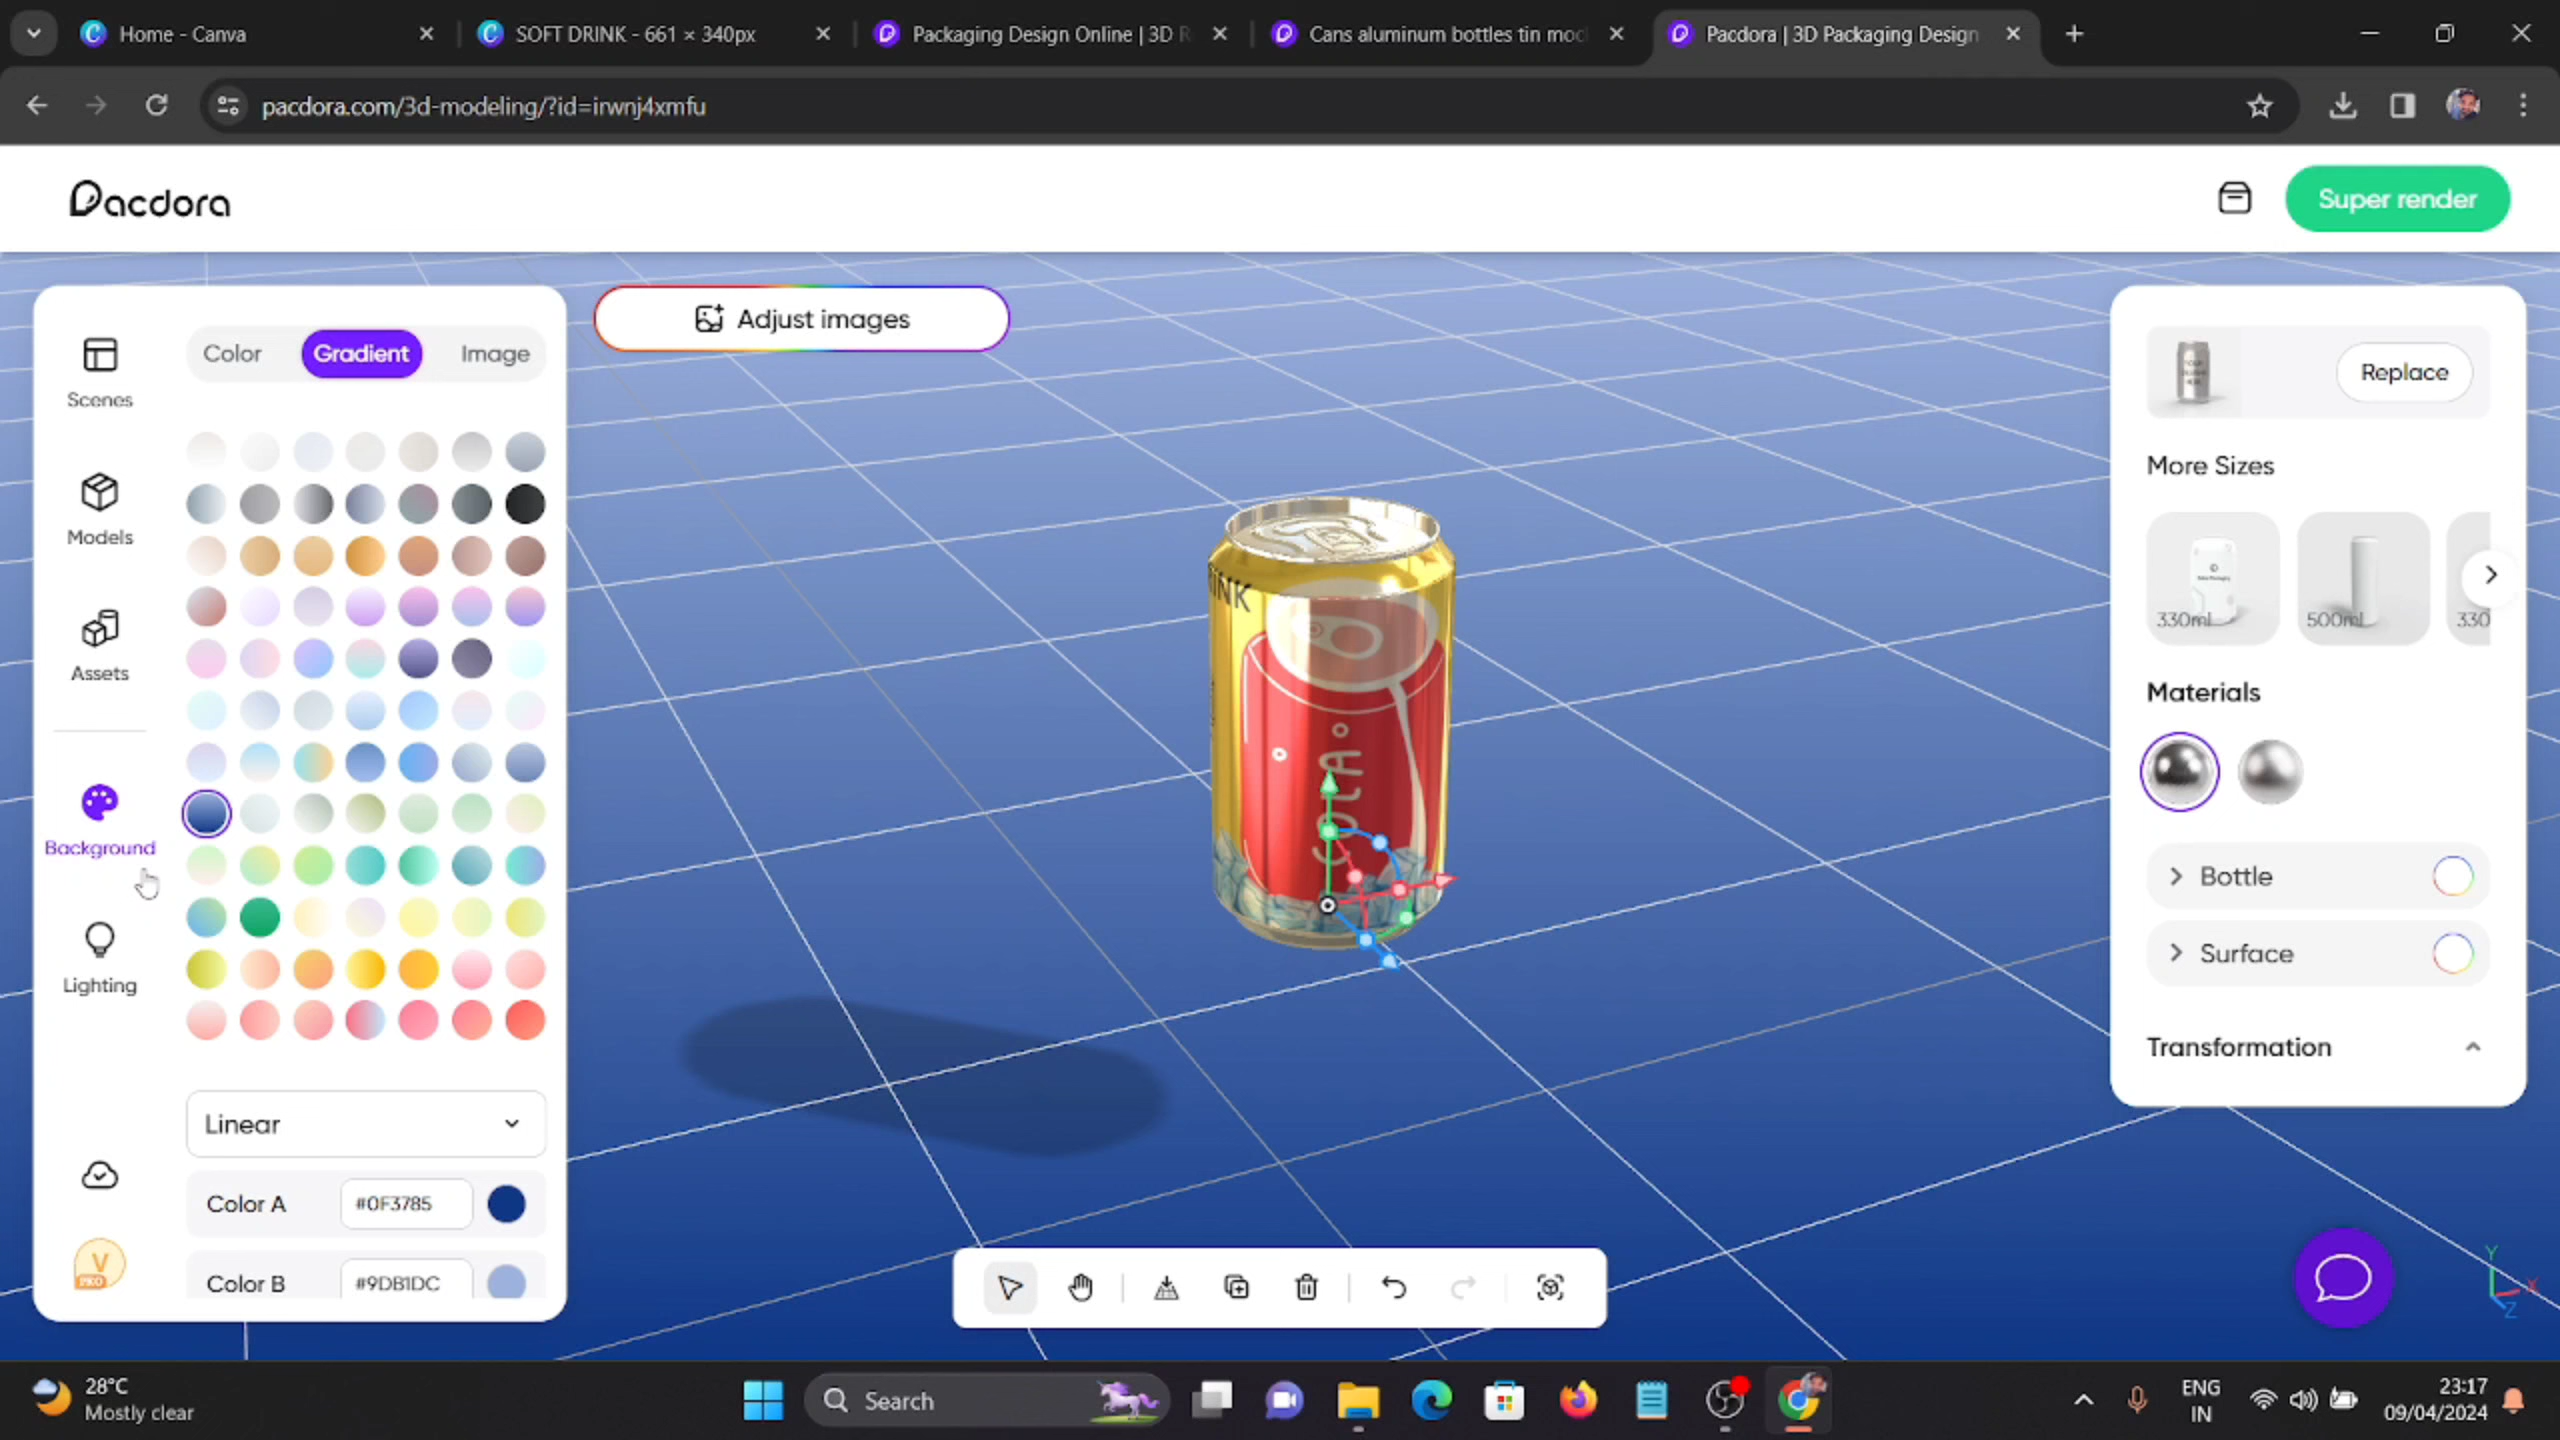 Home - Canva
SOFT DRINK - 661 × 340px
Packaging Design Online | 3D R
Cans aluminum bottles tin moc
Pacdora | 3D Packaging Design
pacdora.com/3d-modeling/?id=irwnj4xmfu
Pacdora
Super render
Scenes
Models
Assets
Background
Lighting
V
PRO
Color
Gradient
Image
Linear
Color A
#0F3785
Color B
#9DB1DC
Adjust images
INK
COLA
Replace
More Sizes
330ml
500ml
330
Materials
Bottle
Surface
Transformation
Y
X
Z
28°C
Mostly clear
Search
ENG
IN
23:17
09/04/2024